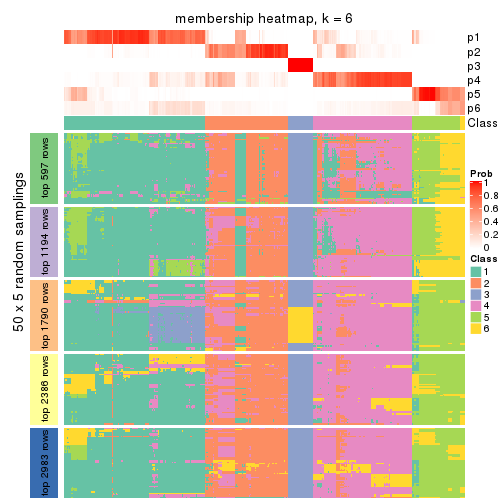 membership heatmap, k = 6
p1
p2
p3
p4
p5
p6
Class
50 x 5 random samplings
top 597 rows
top 1194 rows
top 1790 rows
top 2386 rows
top 2983 rows
Prob
1
0.8
0.6
0.4
0.2
0
Class
1
2
3
4
5
6